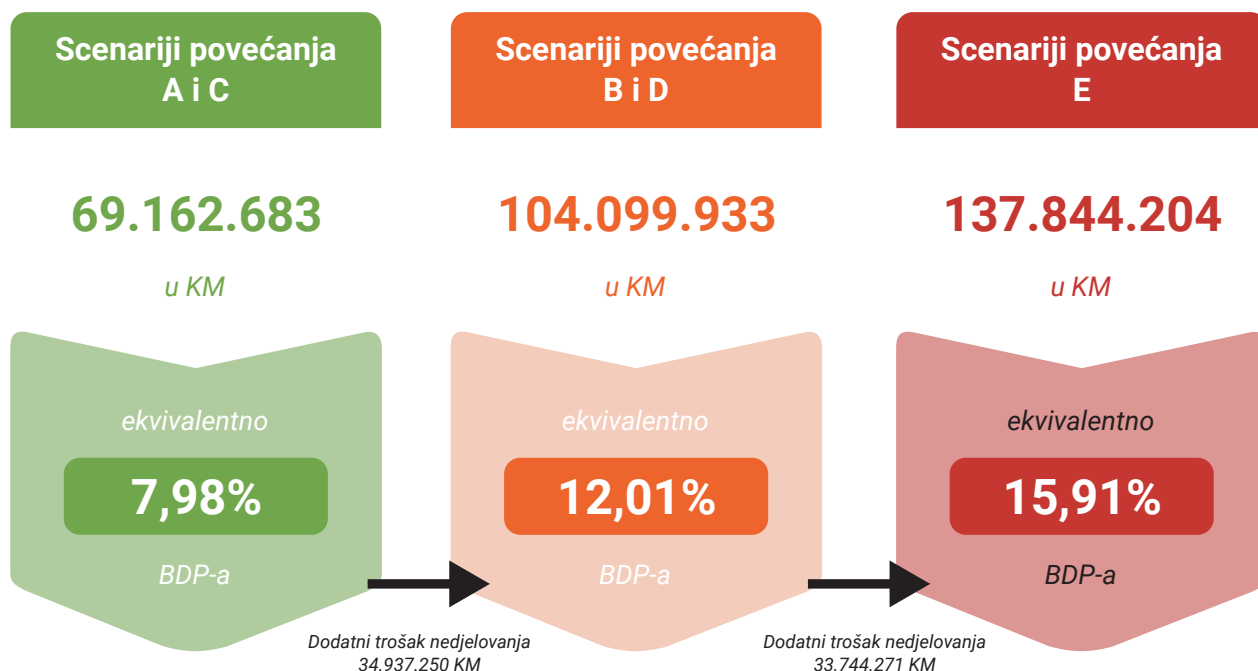 Scenariji povećanja
A i C
69.162.683
u KM
ekvivalentno
7,98%
BDP-a
Scenariji povećanja
B i D
104.099.933
u KM
ekvivalentno
12,01%
BDP-a
Scenariji povećanja
E
137.844.204
u KM
ekvivalentno
15,91%
BDP-a
Dodatni trošak nedjelovanja
34.937.250 KM
Dodatni trošak nedjelovanja
33.744.271 KM